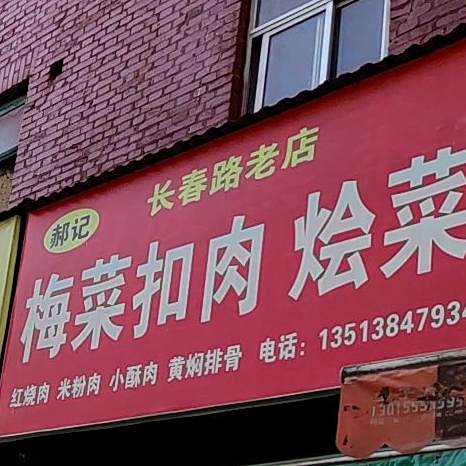 长春路老店
郝记
梅菜扣肉 烩菜
红烧肉 米粉肉 小酥肉 黄焖排骨 电话：1351384793